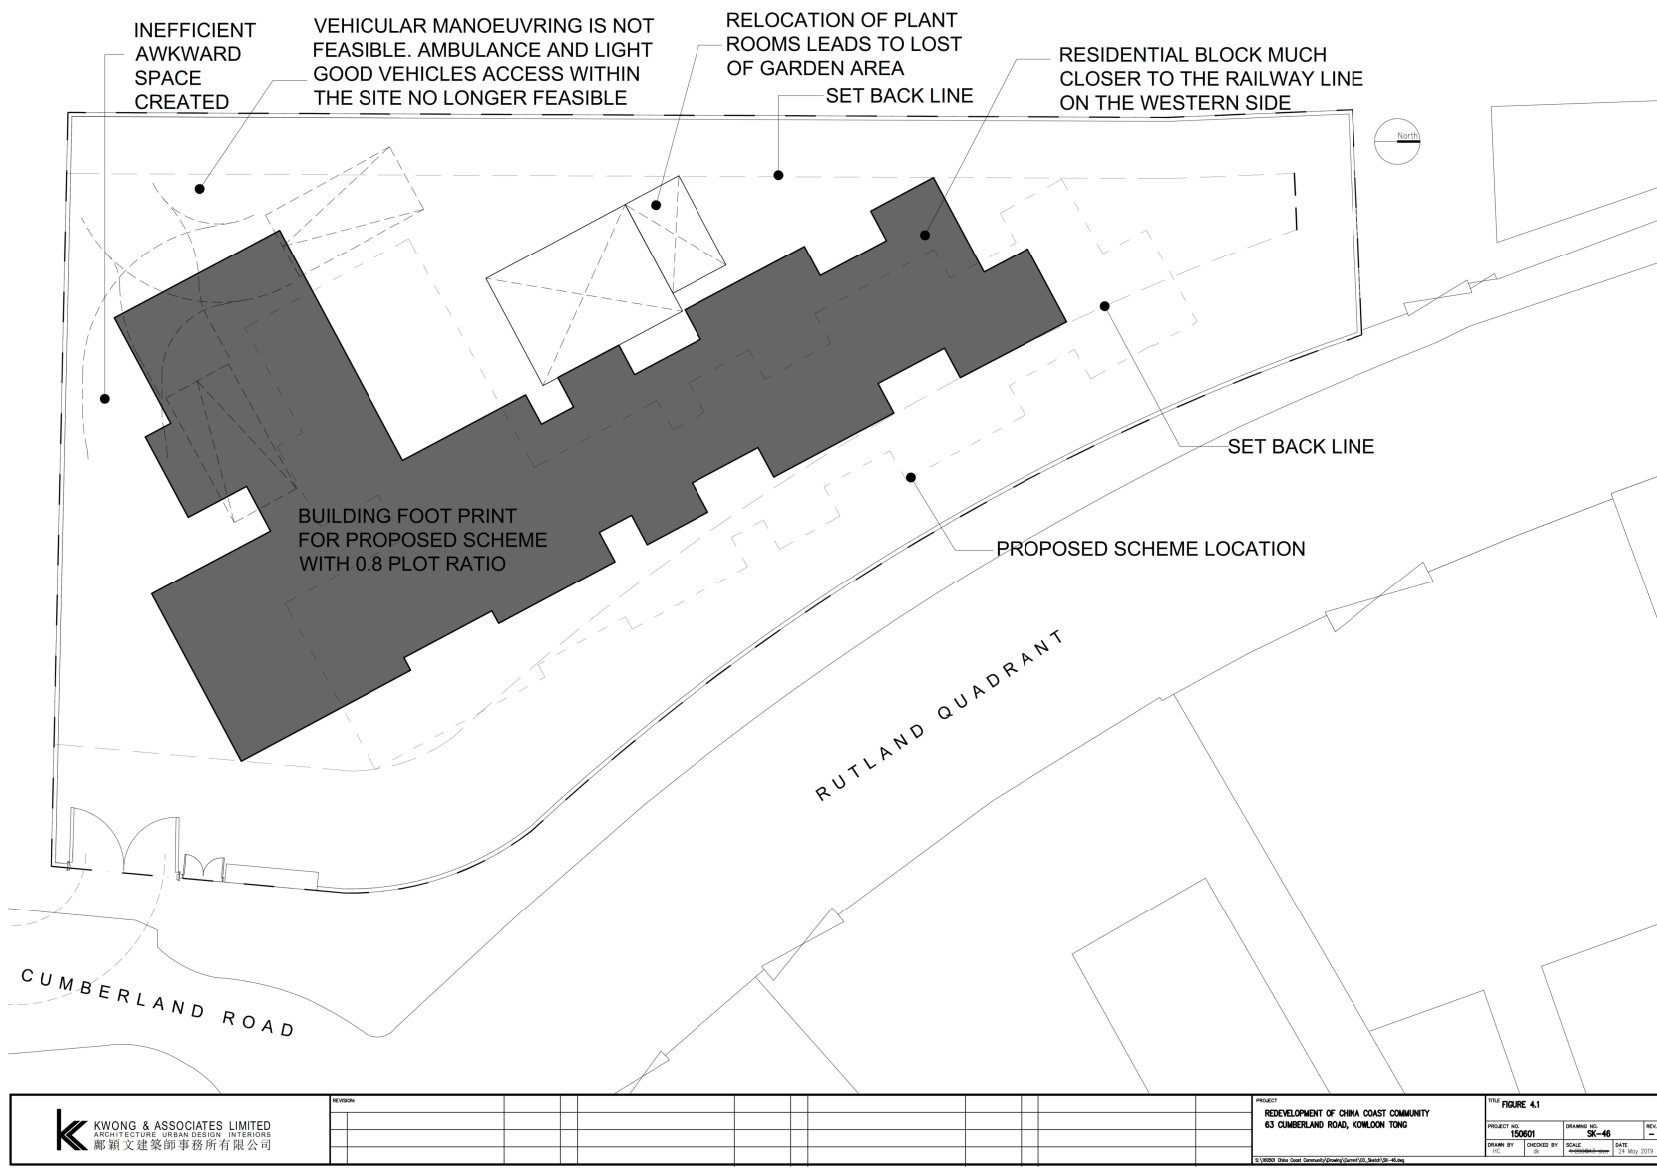 INEFFICIENT
AWKWARD
SPACE
CREATED
VEHICULAR MANOEUVRING IS NOT
FEASIBLE. AMBULANCE AND LIGHT
GOOD VEHICLES ACCESS WITHIN
THE SITE NO LONGER FEASIBLE
RELOCATION OF PLANT
ROOMS LEADS TO LOST
OF GARDEN AREA
SET BACK LINE
RESIDENTIAL BLOCK MUCH
CLOSER TO THE RAILWAY LINE
ON THE WESTERN SIDE
North
SET BACK LINE
BUILDING FOOT PRINT
FOR PROPOSED SCHEME
WITH 0.8 PLOT RATIO
PROPOSED SCHEME LOCATION
RUTLAND QUADRANT
CUMBERLAND ROAD
KWONG & ASSOCIATES LIMITED
ARCHITECTURE URBAN DESIGN INTERIORS
鄺穎文建築師事務所有限公司
REVISION
PROJECT
REDEVELOPMENT OF CHINA COAST COMMUNITY
63 CUMBERLAND ROAD, KOWLOON TONG
TITLE FIGURE 4.1
PROJECT NO.
150601
DRAWING NO.
SK-46
REV.
-
DRAWN BY
HC
CHECKED BY
dk
SCALE
DATE
24 May 2019